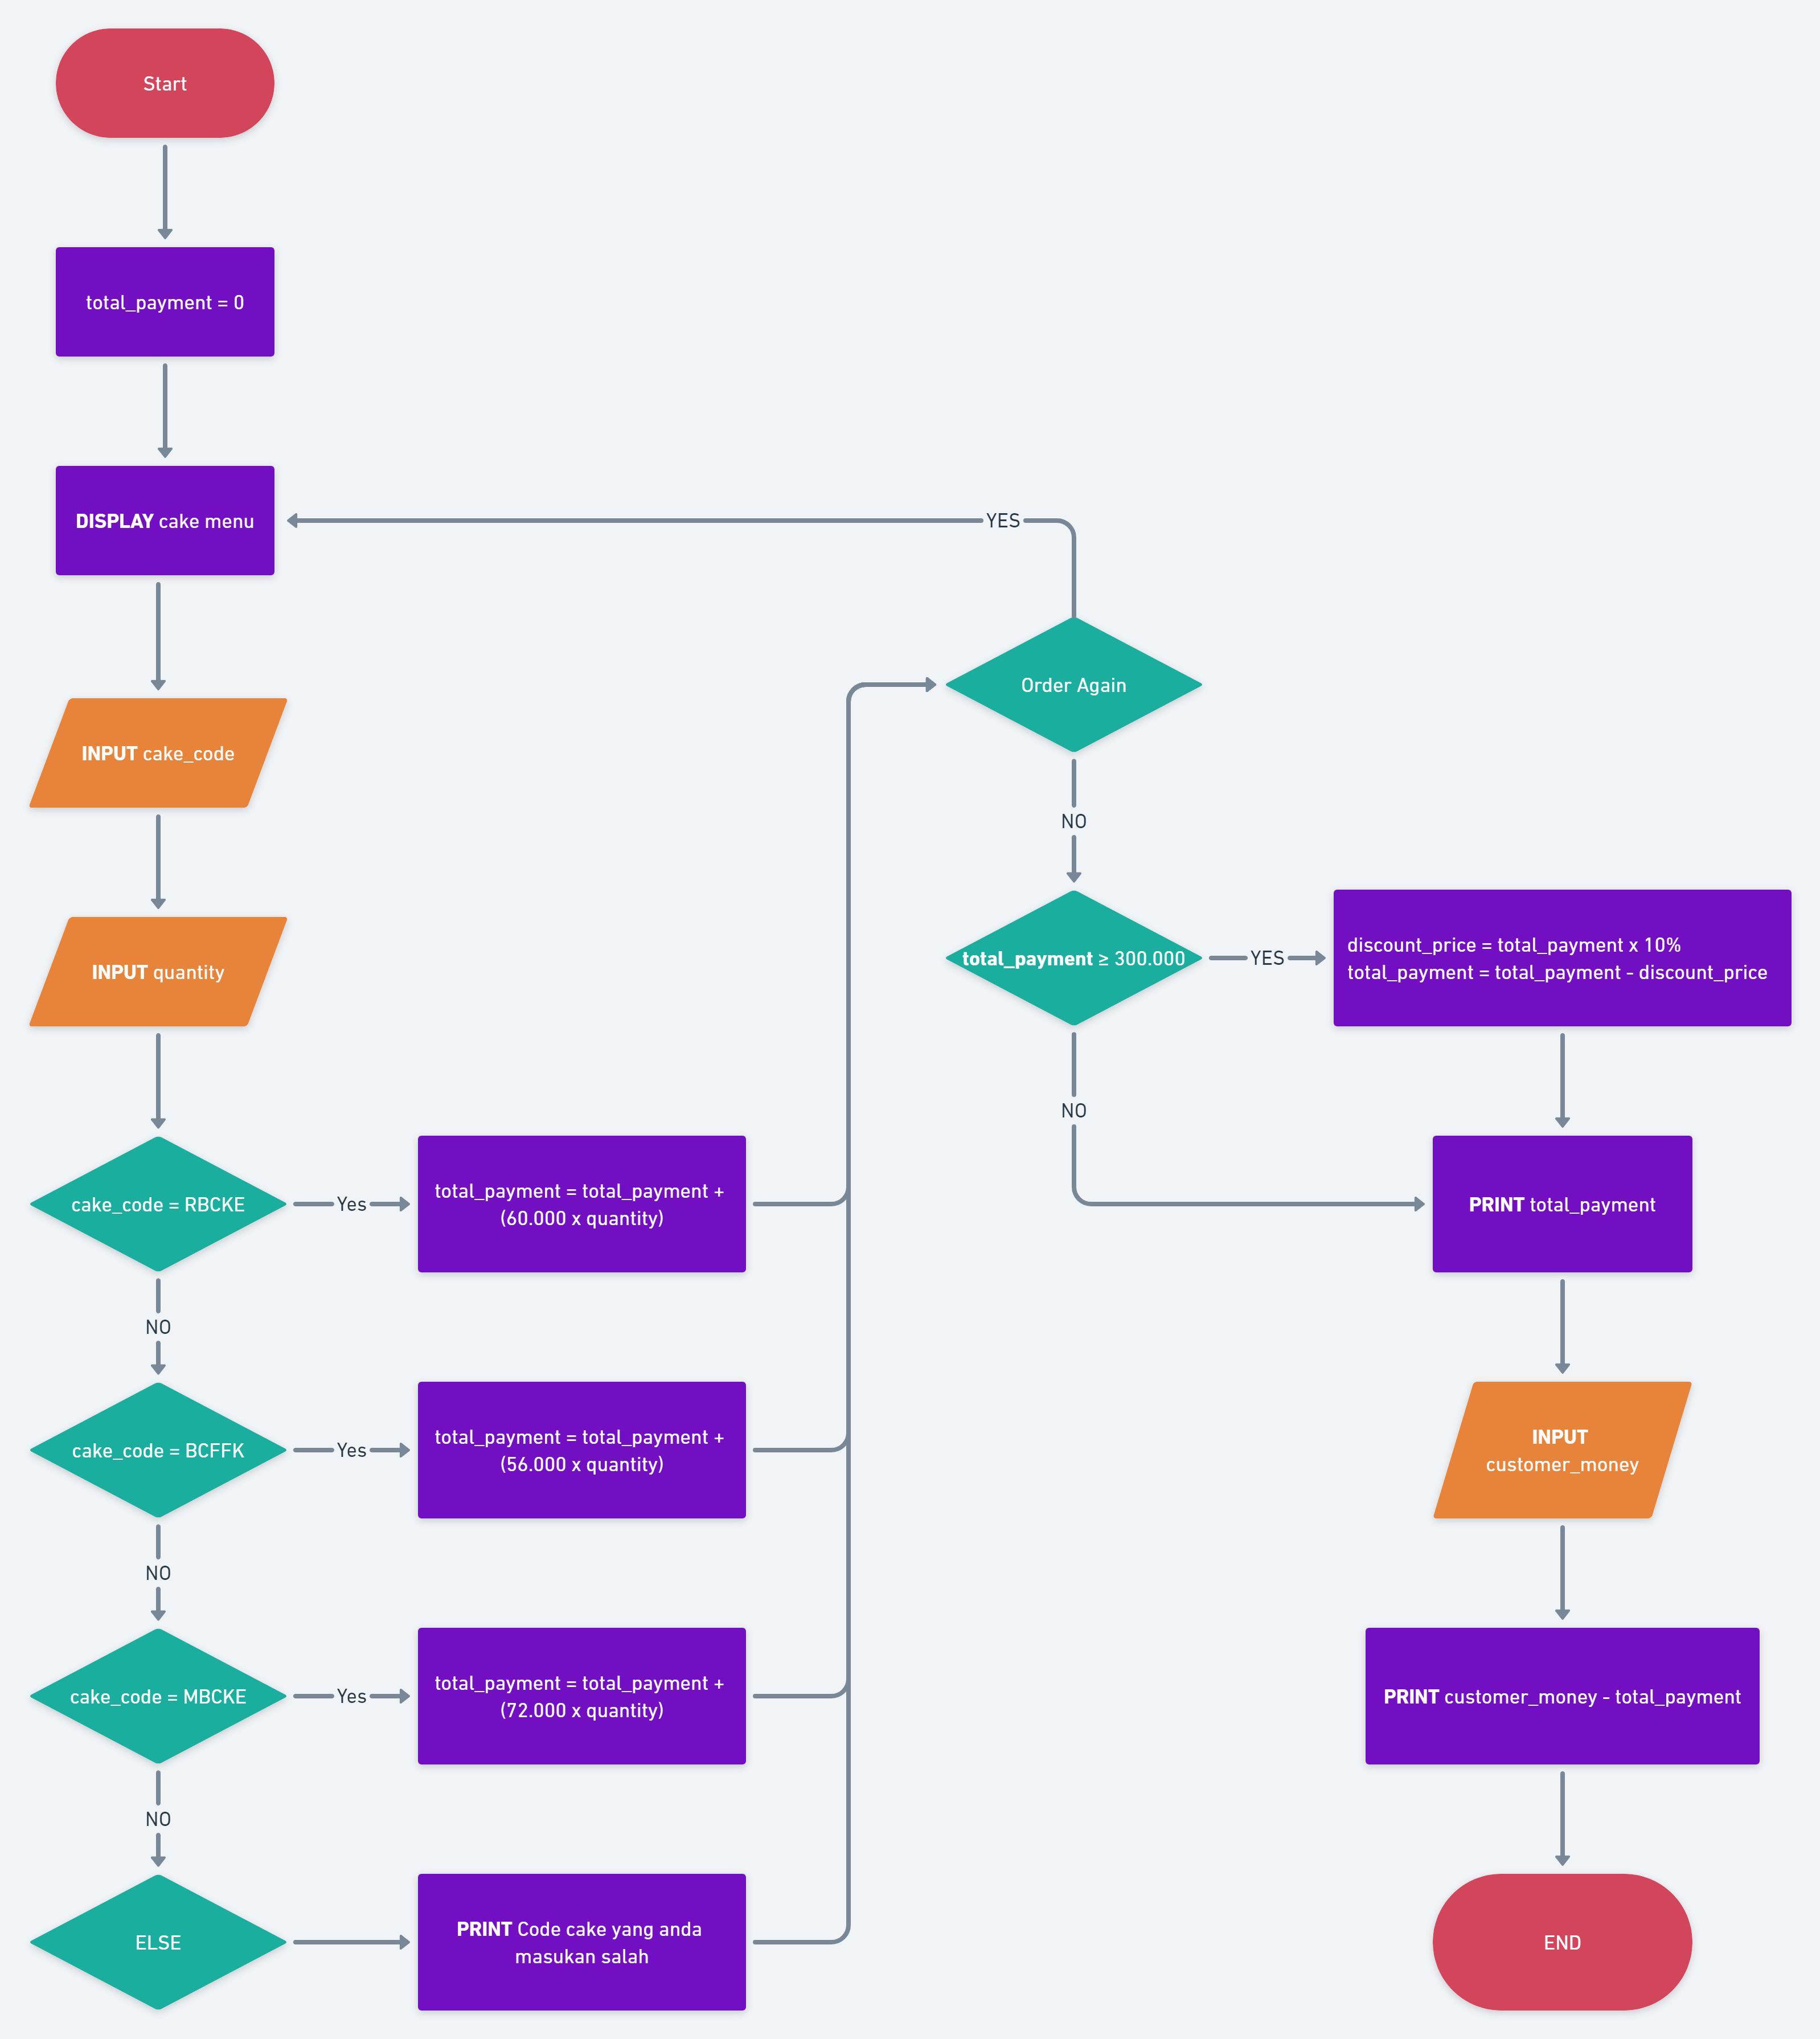 Start
total_payment = 0
DISPLAY cake menu
INPUT cake_code
INPUT quantity
cake_code = RBCKE
Yes
total_payment = total_payment +
(60.000 x quantity)
NO
cake_code = BCFFK
Yes
total_payment = total_payment +
(56.000 x quantity)
NO
cake_code = MBCKE
Yes
total_payment = total_payment +
(72.000 x quantity)
NO
ELSE
PRINT Code cake yang anda
masukan salah
Order Again
YES
NO
total_payment ≥ 300.000
YES
discount_price = total_payment x 10%
total_payment = total_payment - discount_price
NO
PRINT total_payment
INPUT
customer_money
PRINT customer_money - total_payment
END